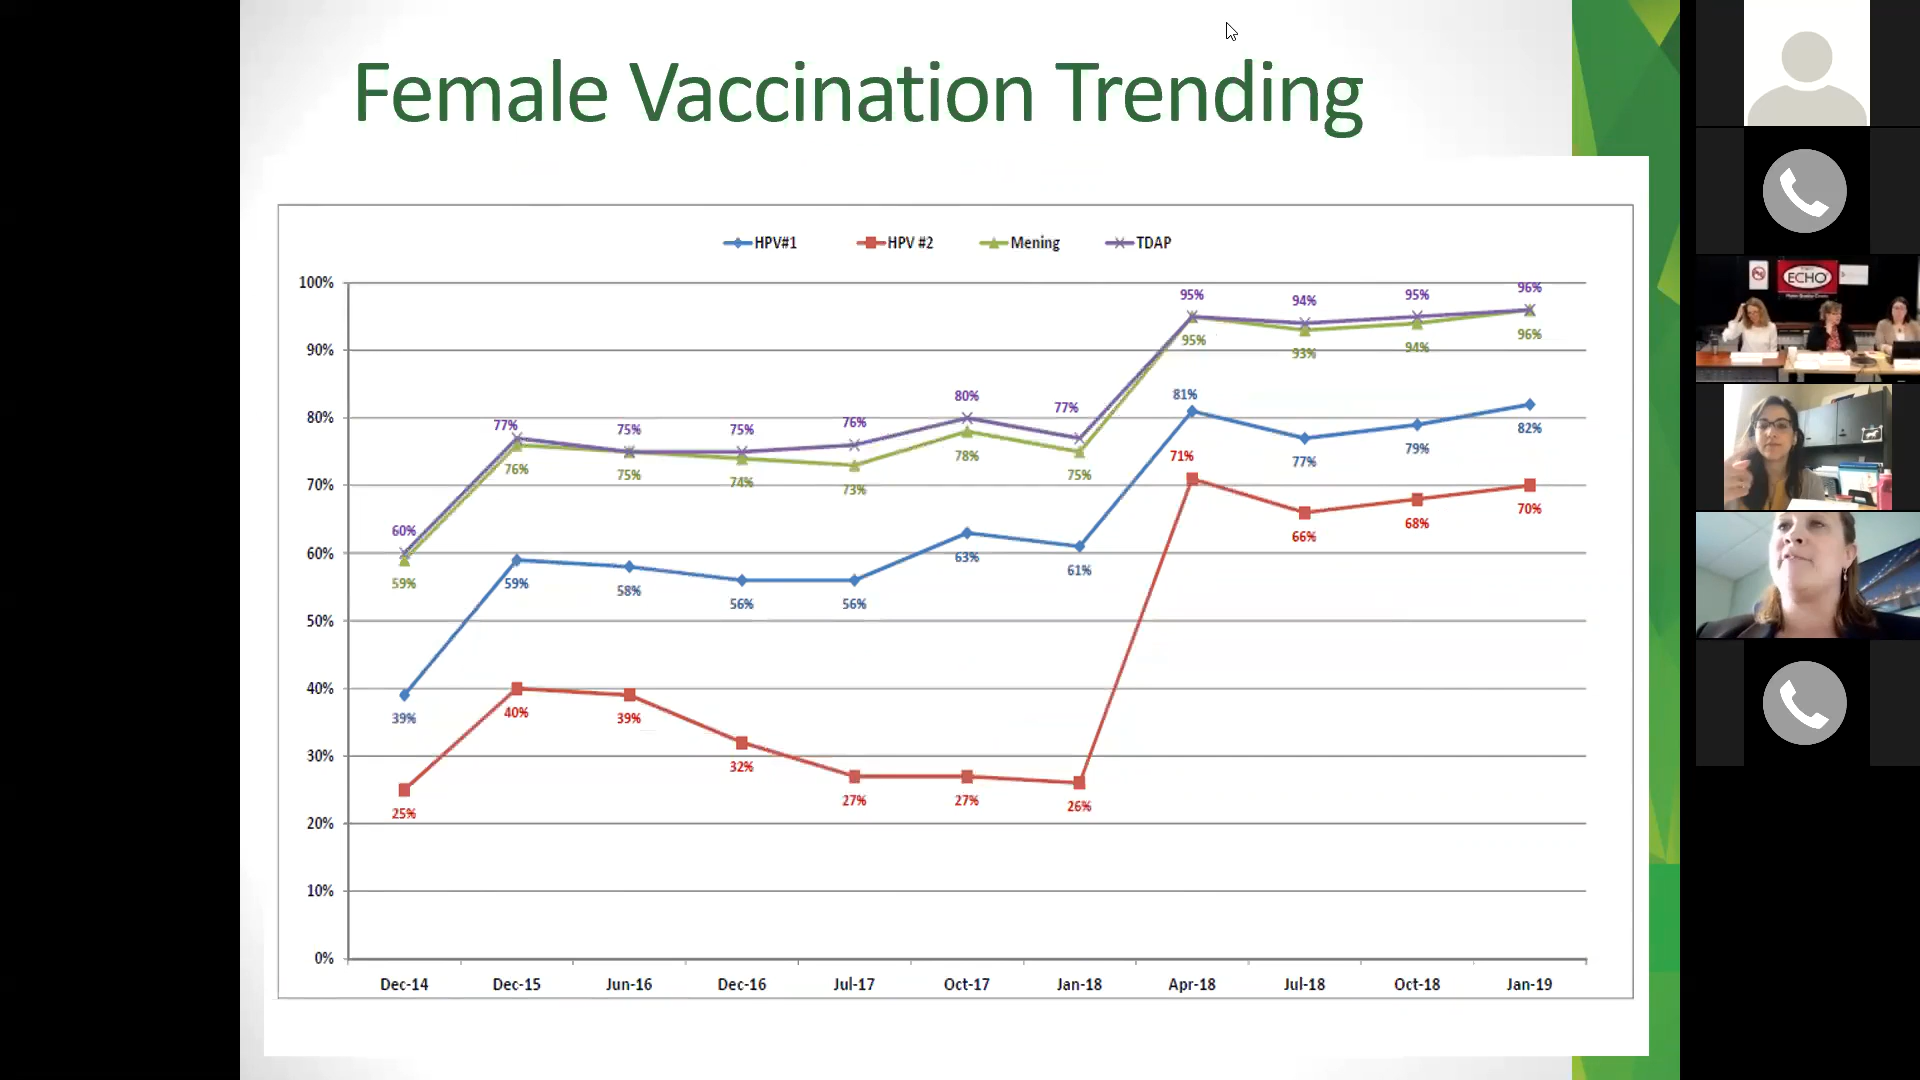 Female Vaccination Trending
HPV#1 HPV #2 Mening TDAP
100%
90%
80%
70%
60%
50%
40%
30%
20%
10%
0%
60% 77% 75% 75% 76% 80% 77% 95% 94% 95% 96%
59% 76% 75% 74% 73% 78% 75% 95% 93% 94% 96%
39% 59% 58% 56% 56% 63% 61% 81% 77% 79% 82%
25% 40% 39% 32% 27% 27% 26% 71% 66% 68% 70%
Dec-14 Dec-15 Jun-16 Dec-16 Jul-17 Oct-17 Jan-18 Apr-18 Jul-18 Oct-18 Jan-19
ECHO